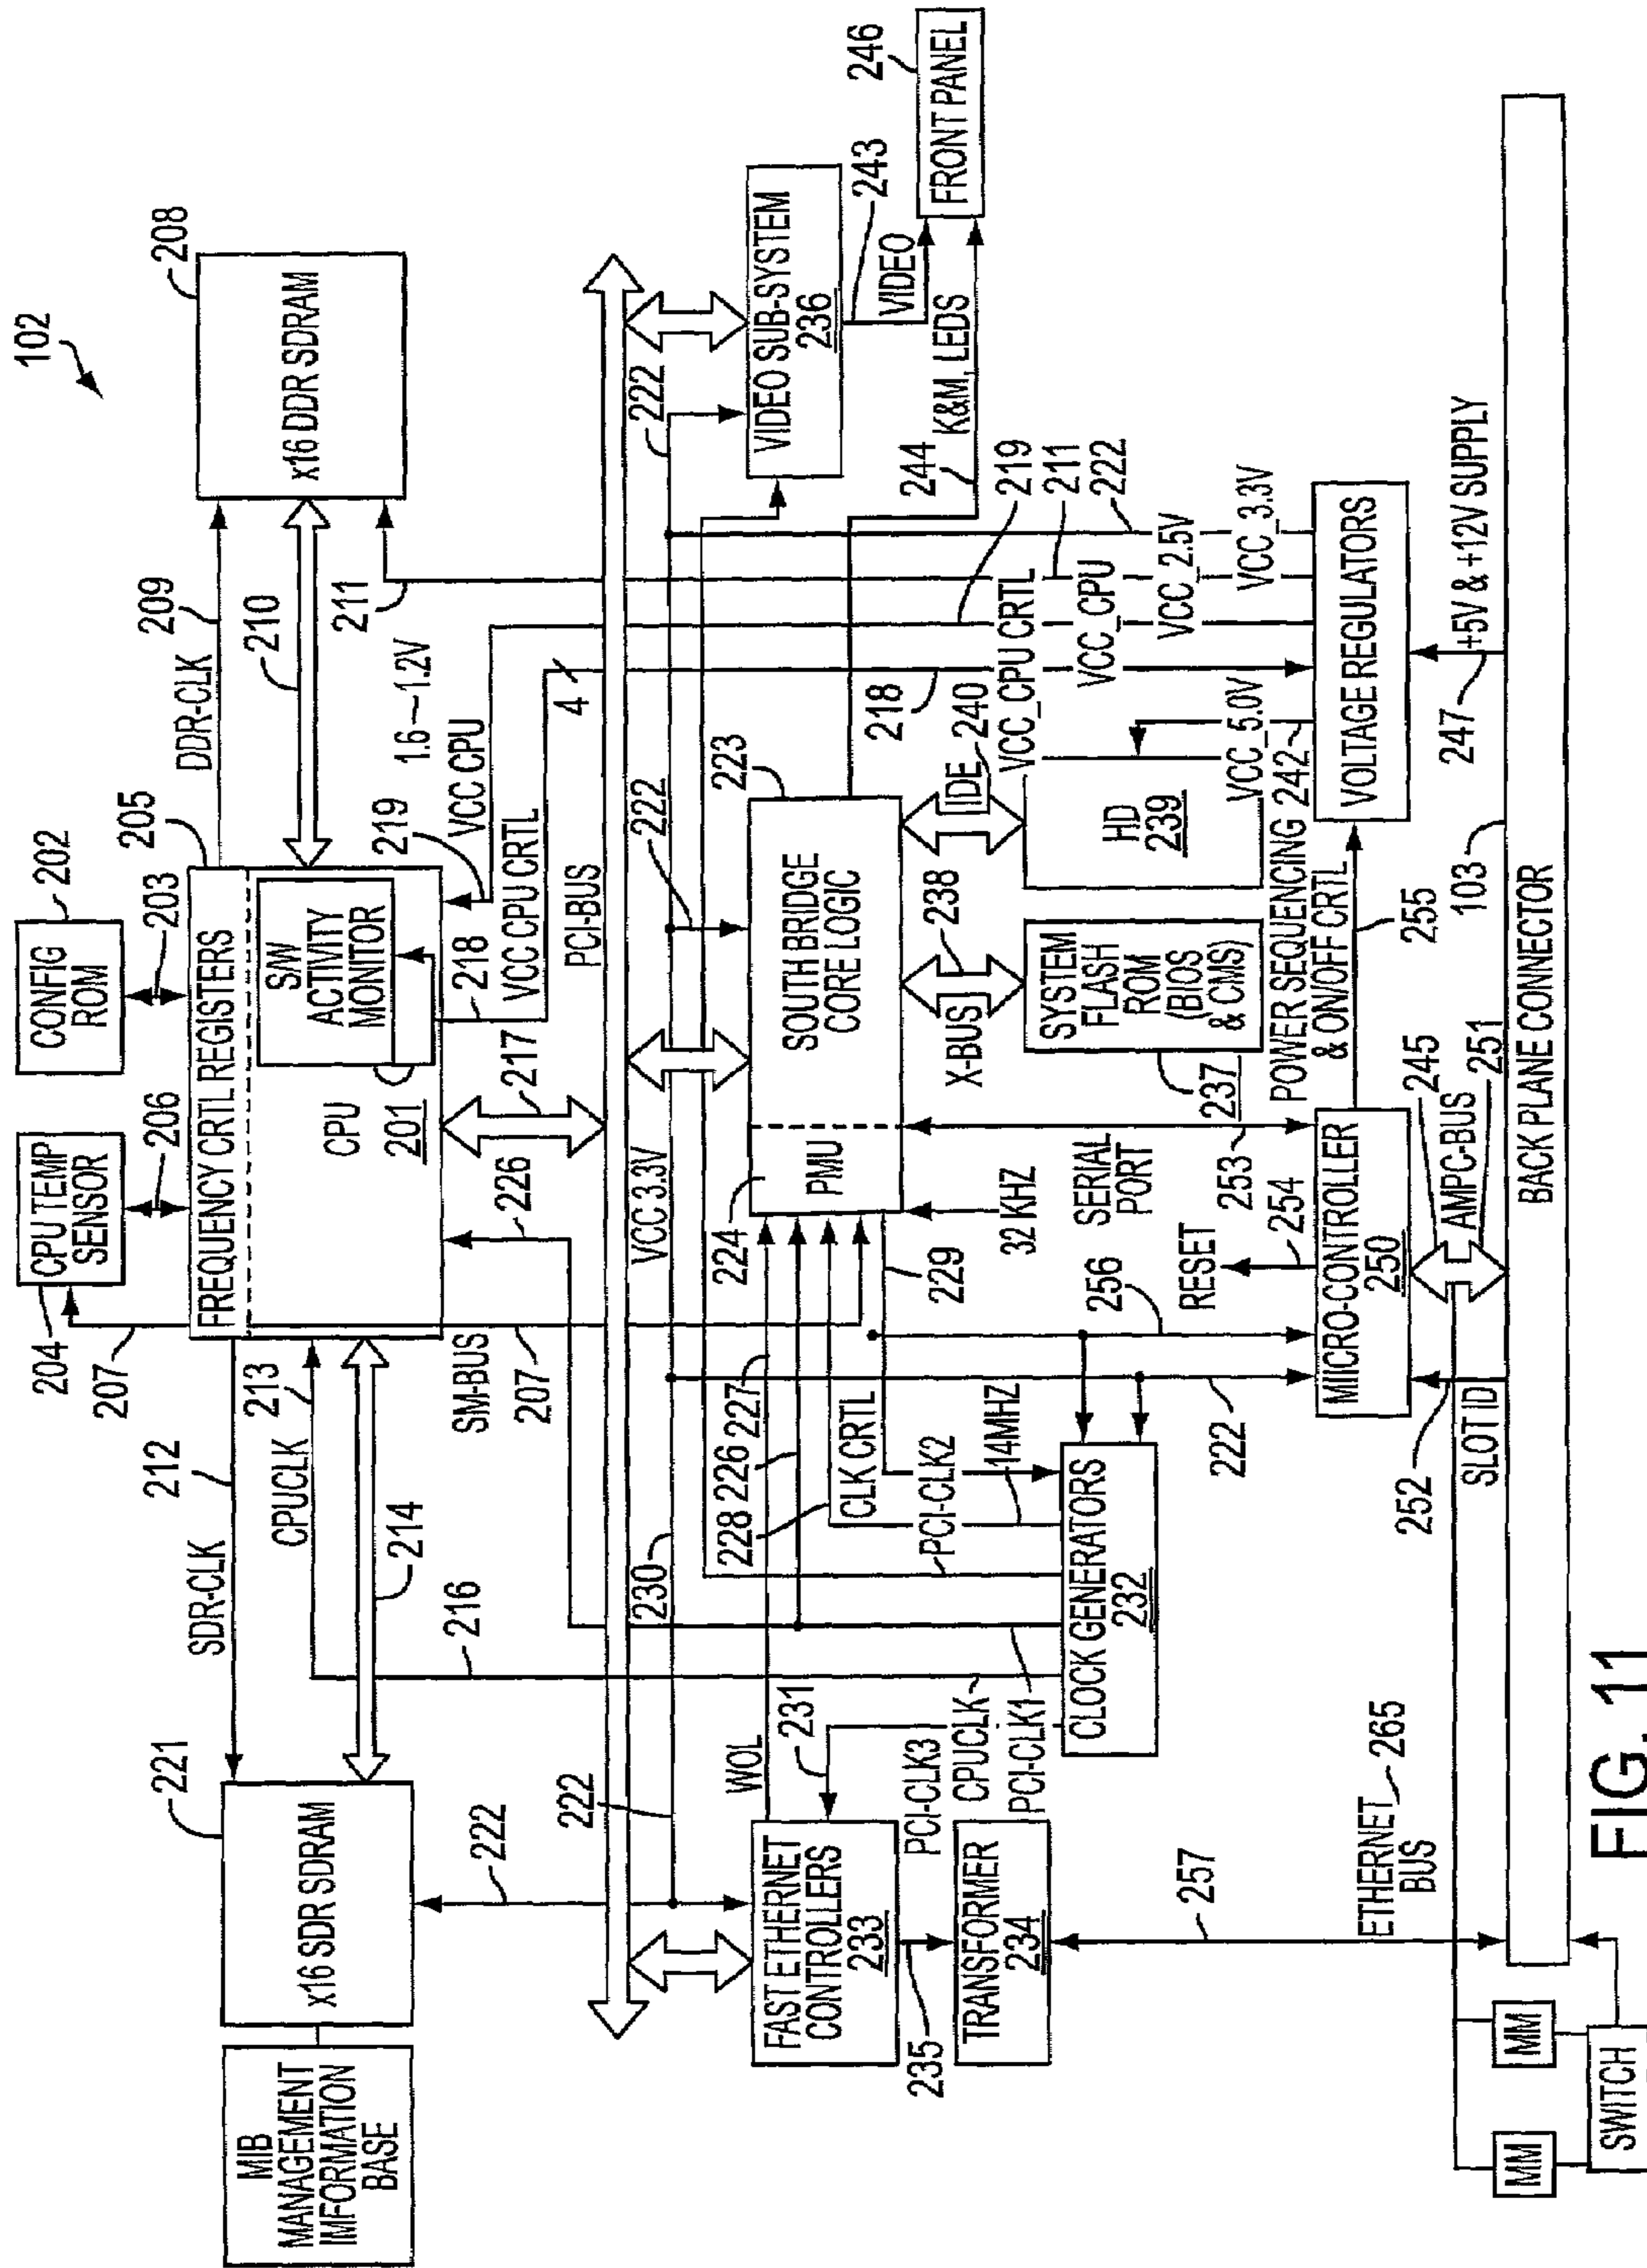 102
MIB
MANAGEMENT
IMFORMATION
BASE
221
x16 SDR SDRAM
222
SDR-CLK
212
CPUCLK
213
214
216
204
207
CPU TEMP
SENSOR
206
CONFIG
ROM
202
203
205
FREQUENCY CRTL REGISTERS
S/W
ACTIVITY
MONITOR
CPU
201
DDR-CLK
209
210
208
x16 DDR SDRAM
211
1.6-1.2V
VCC CPU
219
218
VCC CPU CRTL
4
217
226
SM-BUS
207
PCI-BUS
222
230
VCC 3.3V
222
222
WOL
227
226
228
CLK CRTL
PCI-CLK2
14MHZ
229
32 KHZ
224
PMU
SOUTH BRIDGE
CORE LOGIC
223
VIDEO SUB-SYSTEM
236
243
VIDEO
K&M, LEDS
244
FRONT PANEL
246
FAST ETHERNET
CONTROLLERS
233
235
231
PCI-CLK3
CPUCLK
PCI-CLK1
TRANSFORMER
234
CLOCK GENERATORS
232
256
222
SERIAL
PORT
253
X-BUS
238
SYSTEM
FLASH
ROM
(BIOS
& CMS)
237
IDE
240
HD
239
218
VCC_CPU CRTL
VCC_CPU
VCC_2.5V
VCC_3.3V
219
211
222
VCC_5.0V
242
RESET
254
MICRO-CONTROLLER
250
POWER SEQUENCING
& ON/OFF CRTL
255
VOLTAGE REGULATORS
247
+5V & +12V SUPPLY
257
ETHERNET
BUS
265
252
SLOT ID
245
AMPC-BUS
251
103
BACK PLANE CONNECTOR
MM
MM
SWITCH
FIG. 11